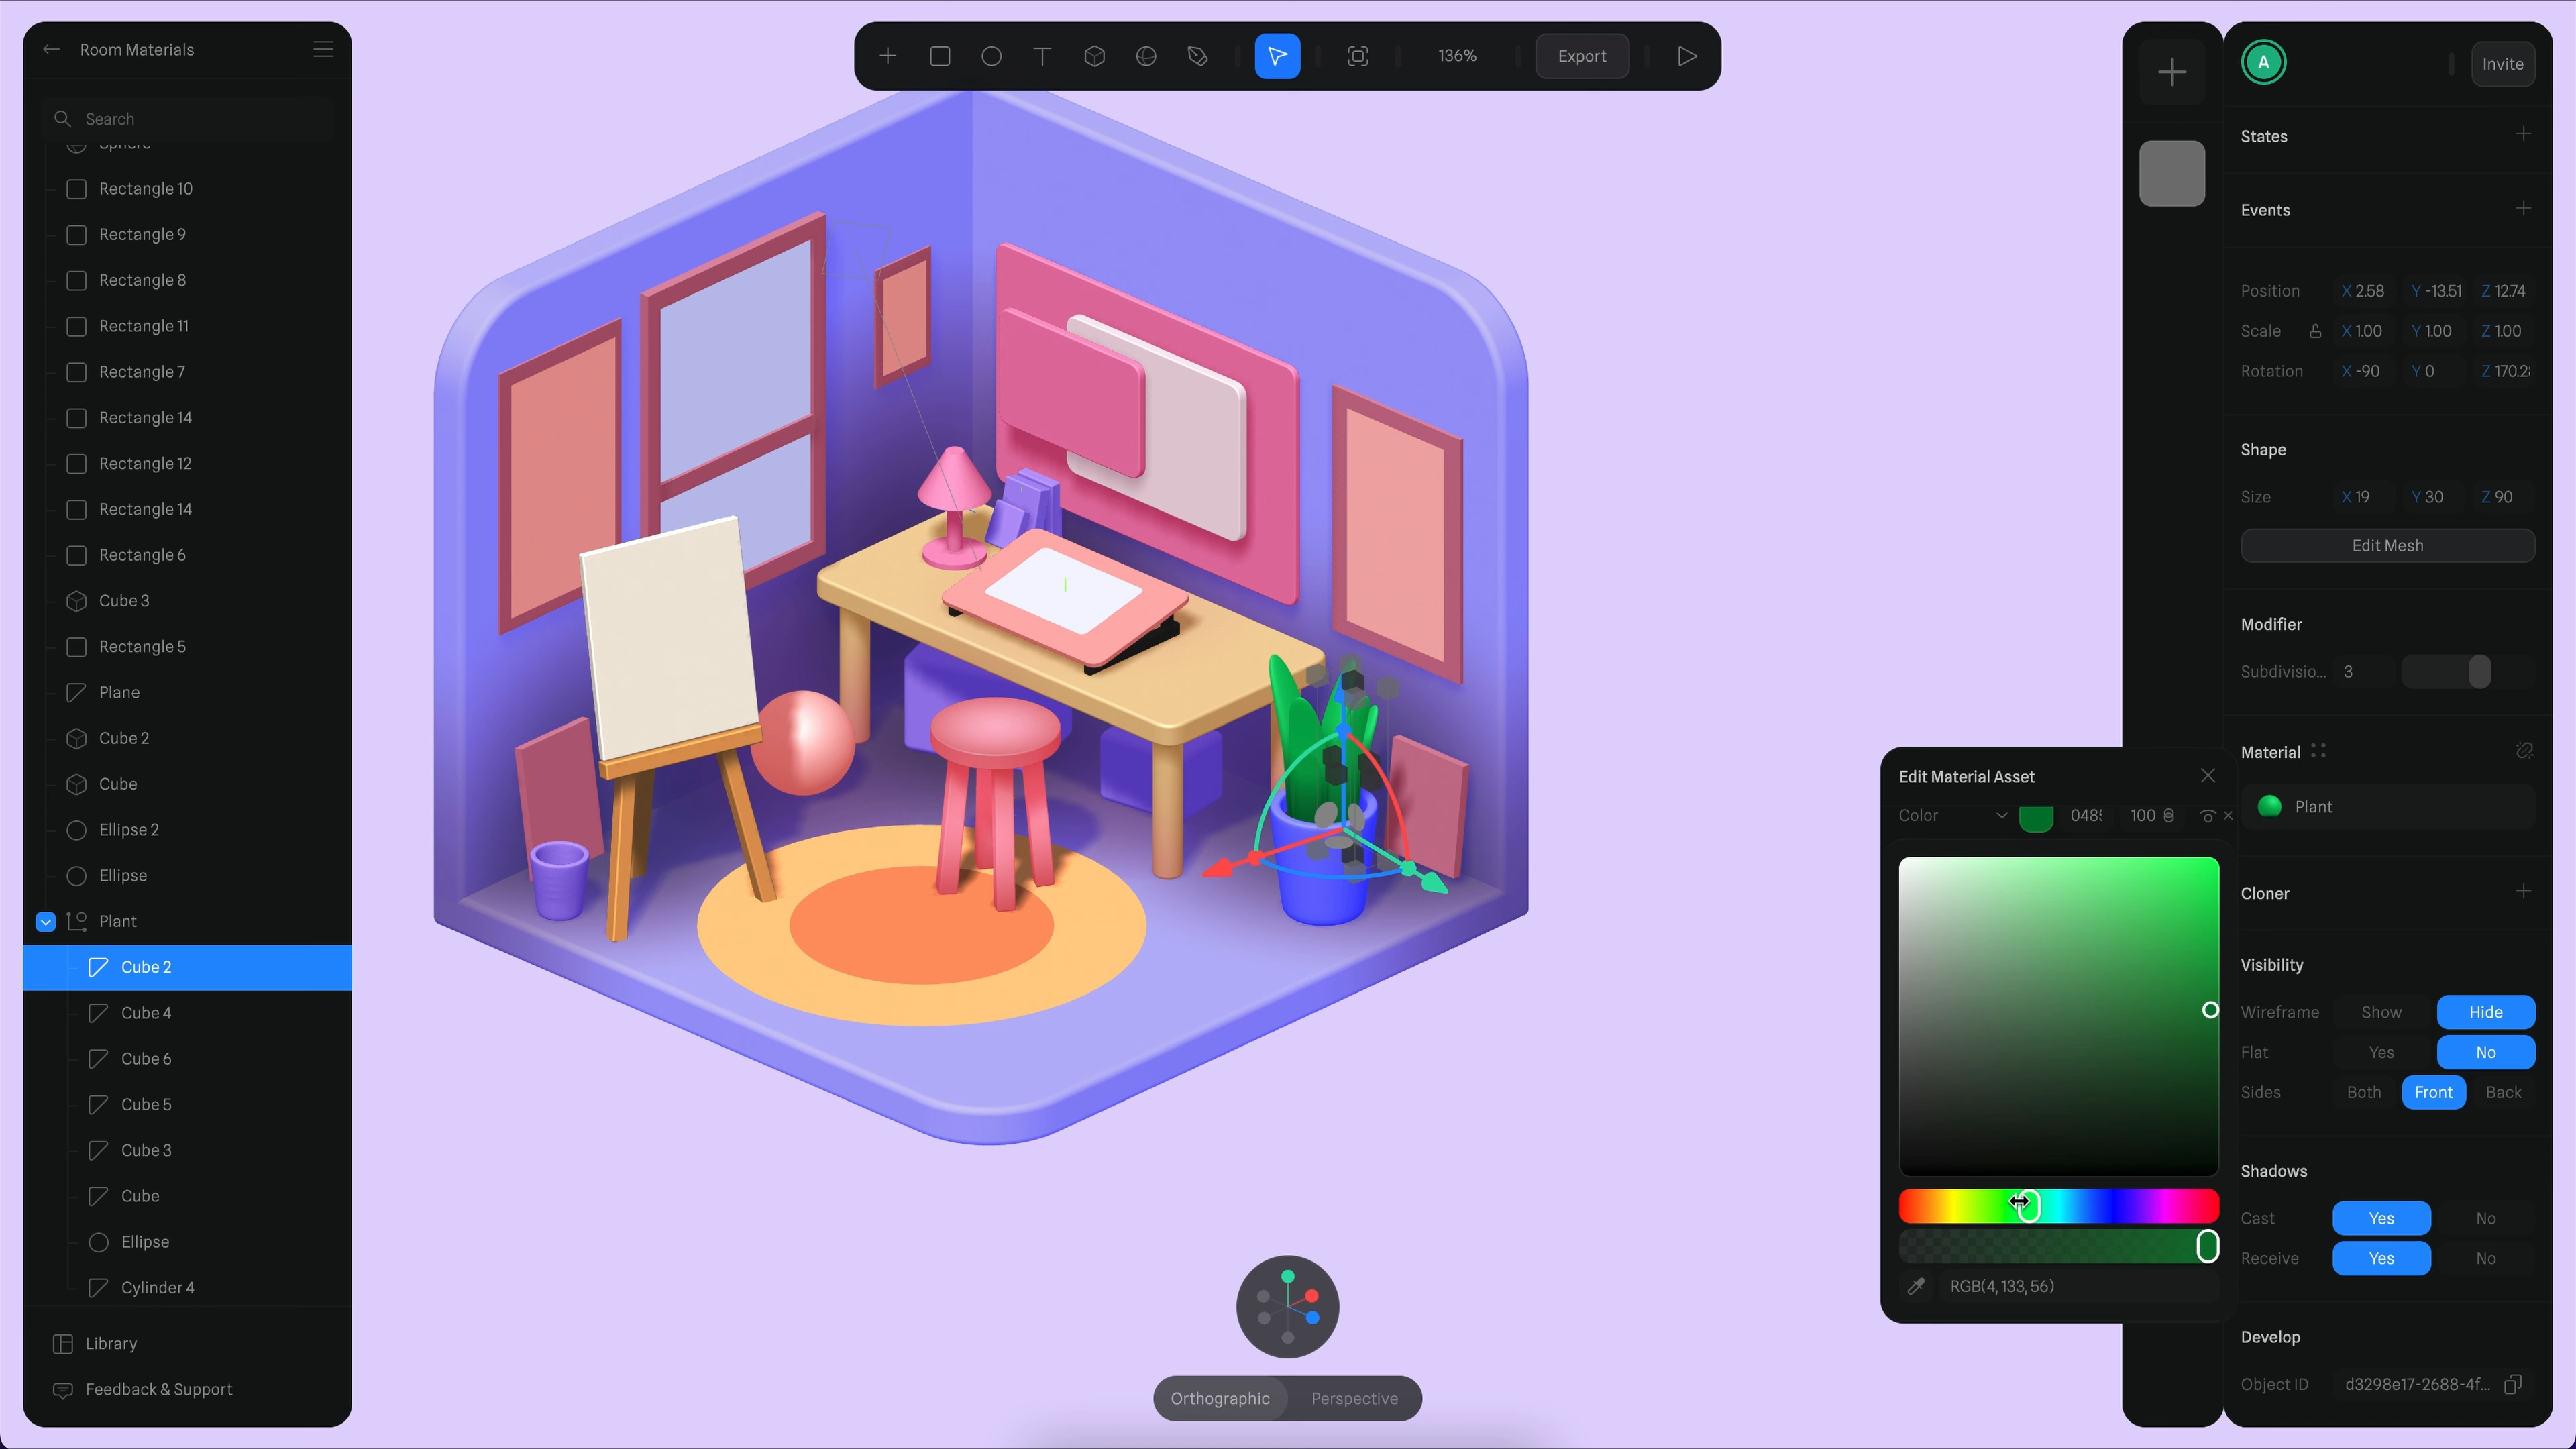 Room Materials
Search
Sphere
Rectangle 10
Rectangle 9
Rectangle 8
Rectangle 11
Rectangle 7
Rectangle 14
Rectangle 12
Rectangle 14
Rectangle 6
Cube 3
Rectangle 5
Plane
Cube 2
Cube
Ellipse 2
Ellipse
Plant
Cube 2
Cube 4
Cube 6
Cube 5
Cube 3
Cube
Ellipse
Cylinder 4
Library
Feedback & Support
136%
Export
Orthographic
Perspective
Edit Material Asset
Color 0485 100
RGB(4, 133, 56)
A
Invite
States
Events
Position X 2.58 Y -13.51 Z 12.74
Scale X 1.00 Y 1.00 Z 1.00
Rotation X -90 Y 0 Z 170.28
Shape
Size X 19 Y 30 Z 90
Edit Mesh
Modifier
Subdivisio... 3
Material
Plant
Cloner
Visibility
Wireframe Show Hide
Flat Yes No
Sides Both Front Back
Shadows
Cast Yes No
Receive Yes No
Develop
Object ID d3298e17-2688-4f...